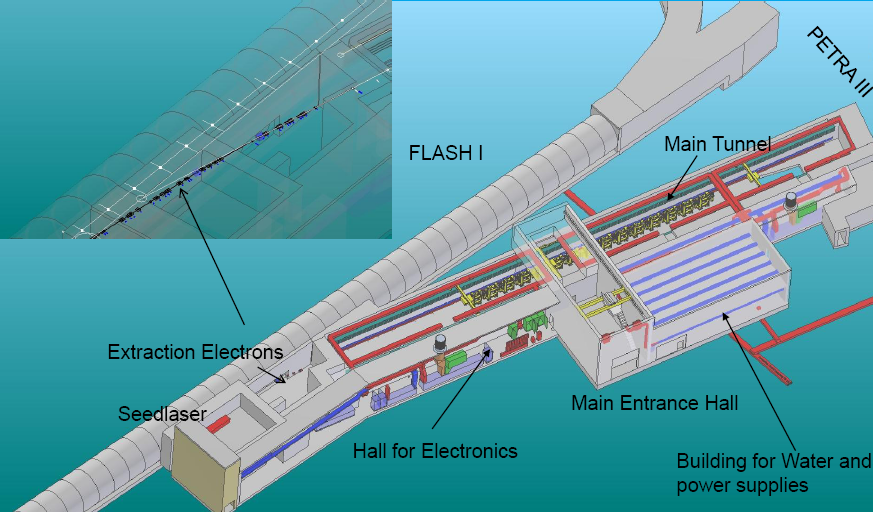 PETRA III
FLASH I
Main Tunnel
Extraction Electrons
Seedlaser
Main Entrance Hall
Hall for Electronics
Building for Water and
power supplies